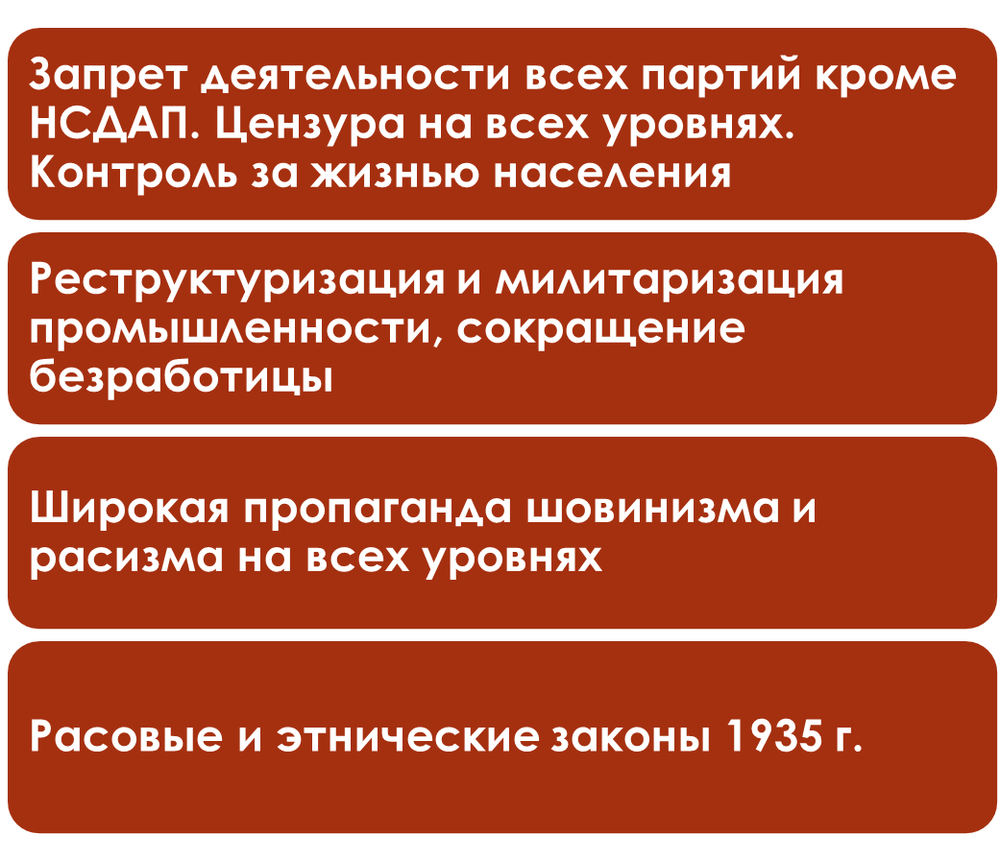 Запрет деятельности всех партий кроме
НСДАП. Цензура на всех уровнях.
Контроль за жизнью населения
Реструктуризация и милитаризация
промышленности, сокращение
безработицы
Широкая пропаганда шовинизма и
расизма на всех уровнях
Расовые и этнические законы 1935 г.